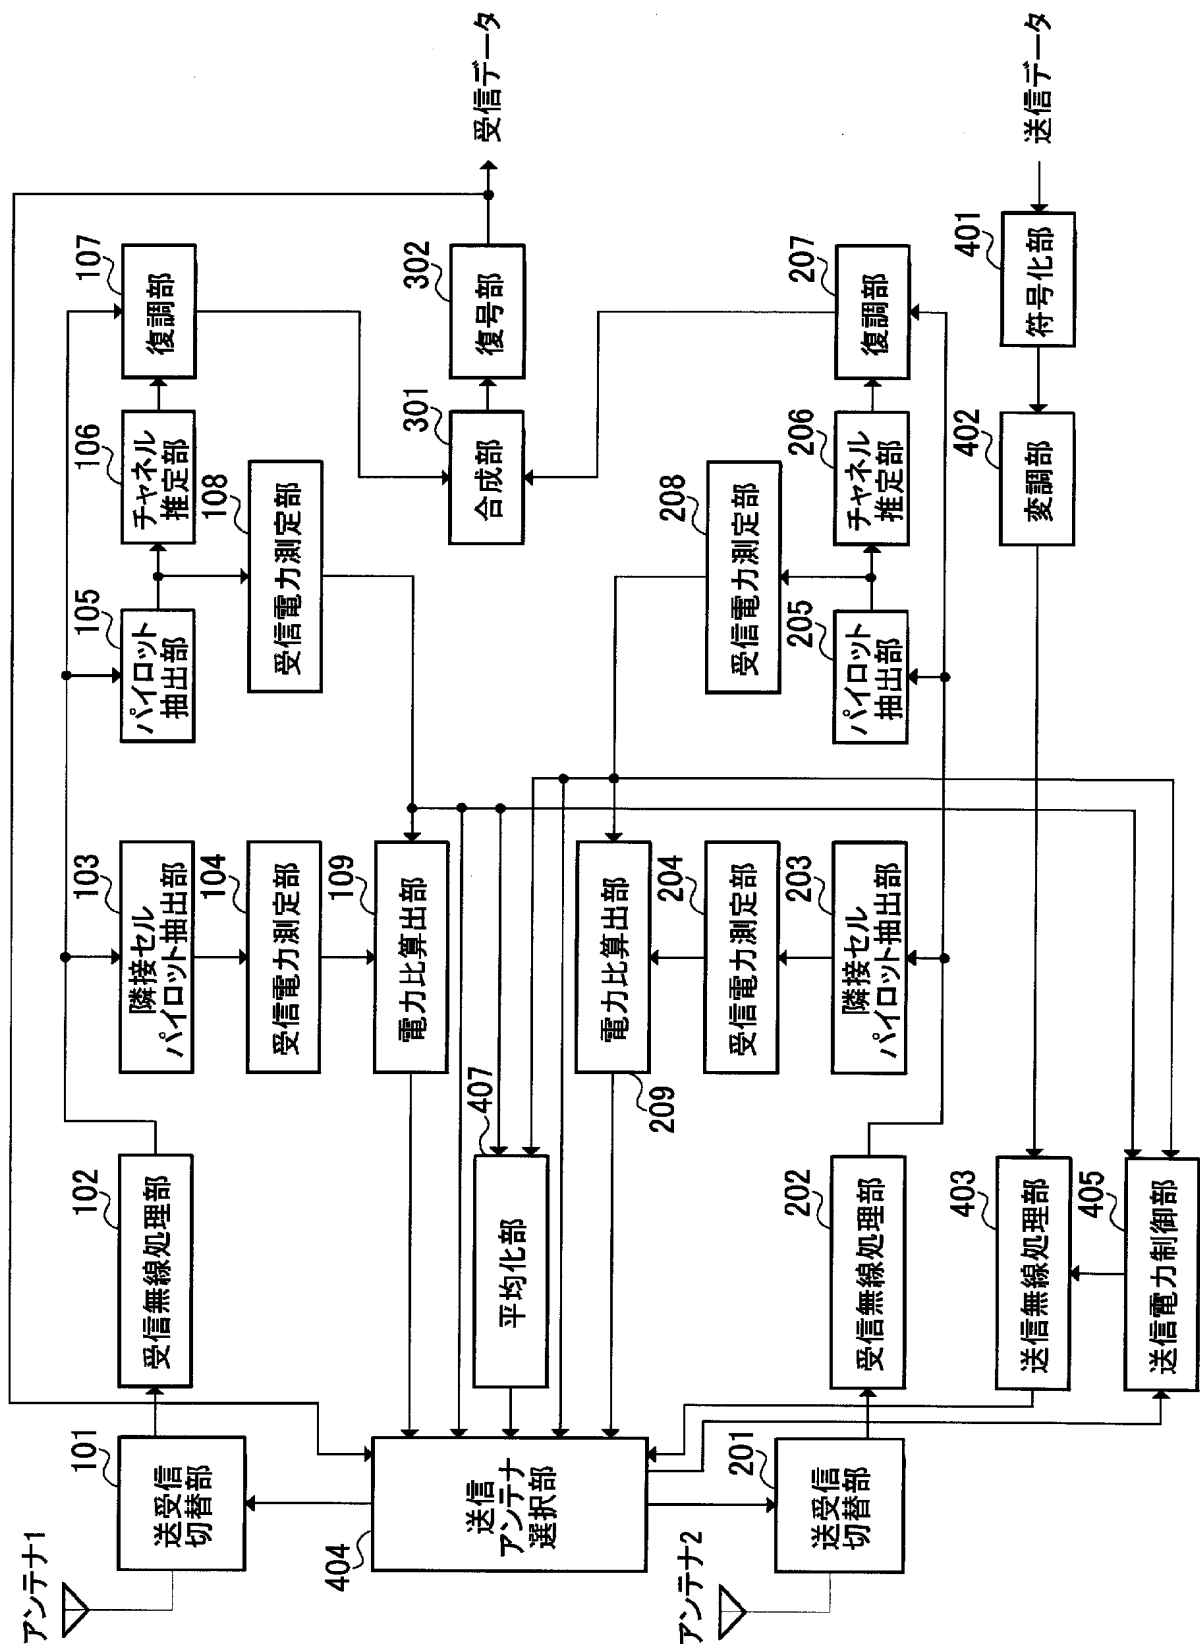 アンテナ1
101
送受信
切替部
102
受信無線処理部
103
隣接セル
パイロット抽出部
104
受信電力測定部
109
電力比算出部
105
パイロット
抽出部
106
チャネル
推定部
107
復調部
108
受信電力測定部
301
合成部
302
復号部
受信データ
404
送信
アンテナ
選択部
407
平均化部
209
電力比算出部
204
受信電力測定部
203
隣接セル
パイロット抽出部
208
受信電力測定部
205
パイロット
抽出部
206
チャネル
推定部
207
復調部
アンテナ2
201
送受信
切替部
202
受信無線処理部
403
送信無線処理部
405
送信電力制御部
402
変調部
401
符号化部
送信データ